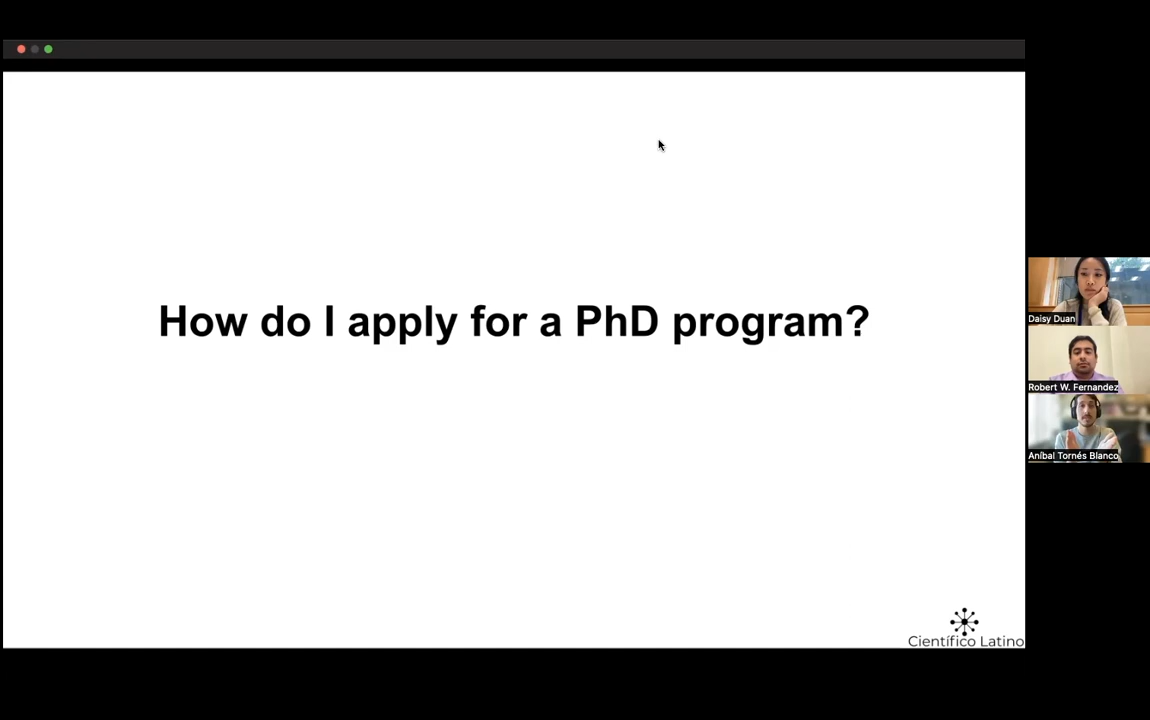 How do I apply for a PhD program?
Daisy Duan
Robert W. Fernandez
Aníbal Tornés Blanco
Científico Latino